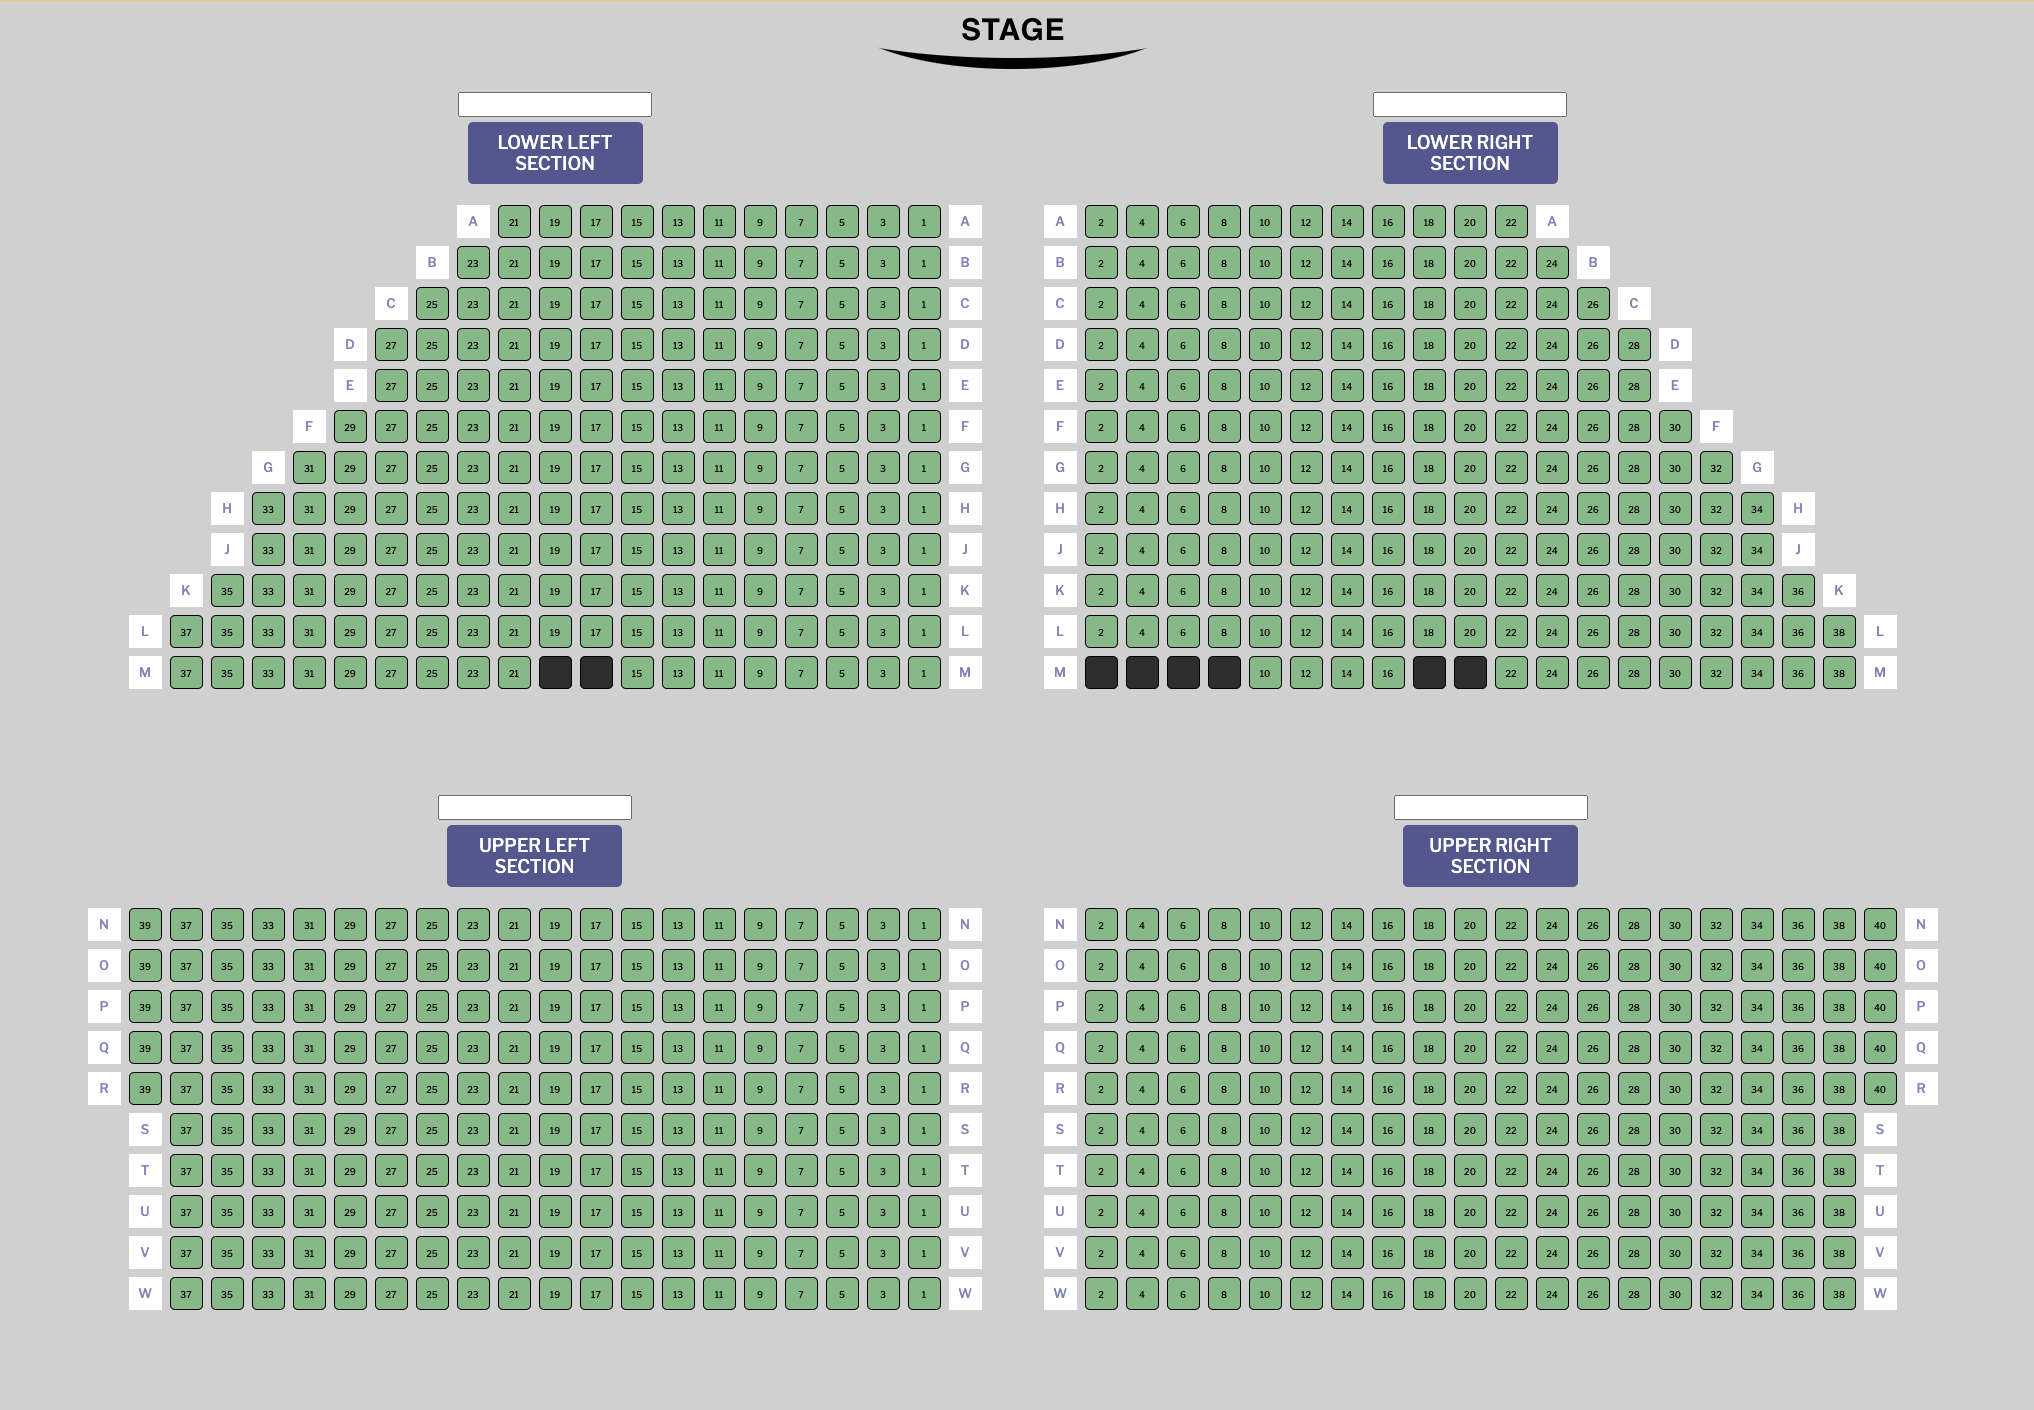 STAGE
LOWER LEFT
SECTION
LOWER RIGHT
SECTION
A 21 19 17 15 13 11 9 7 5 3 1 A A 2 4 6 8 10 12 14 16 18 20 22 A
B 23 21 19 17 15 13 11 9 7 5 3 1 B B 2 4 6 8 10 12 14 16 18 20 22 24 B
C 25 23 21 19 17 15 13 11 9 7 5 3 1 C C 2 4 6 8 10 12 14 16 18 20 22 24 26 C
D 27 25 23 21 19 17 15 13 11 9 7 5 3 1 D D 2 4 6 8 10 12 14 16 18 20 22 24 26 28 D
E 27 25 23 21 19 17 15 13 11 9 7 5 3 1 E E 2 4 6 8 10 12 14 16 18 20 22 24 26 28 E
F 29 27 25 23 21 19 17 15 13 11 9 7 5 3 1 F F 2 4 6 8 10 12 14 16 18 20 22 24 26 28 30 F
G 31 29 27 25 23 21 19 17 15 13 11 9 7 5 3 1 G G 2 4 6 8 10 12 14 16 18 20 22 24 26 28 30 32 G
H 33 31 29 27 25 23 21 19 17 15 13 11 9 7 5 3 1 H H 2 4 6 8 10 12 14 16 18 20 22 24 26 28 30 32 34 H
J 33 31 29 27 25 23 21 19 17 15 13 11 9 7 5 3 1 J J 2 4 6 8 10 12 14 16 18 20 22 24 26 28 30 32 34 J
K 35 33 31 29 27 25 23 21 19 17 15 13 11 9 7 5 3 1 K K 2 4 6 8 10 12 14 16 18 20 22 24 26 28 30 32 34 36 K
L 37 35 33 31 29 27 25 23 21 19 17 15 13 11 9 7 5 3 1 L L 2 4 6 8 10 12 14 16 18 20 22 24 26 28 30 32 34 36 38 L
M 37 35 33 31 29 27 25 23 21 15 13 11 9 7 5 3 1 M M 10 12 14 16 22 24 26 28 30 32 34 36 38 M
UPPER LEFT
SECTION
UPPER RIGHT
SECTION
N 39 37 35 33 31 29 27 25 23 21 19 17 15 13 11 9 7 5 3 1 N N 2 4 6 8 10 12 14 16 18 20 22 24 26 28 30 32 34 36 38 40 N
O 39 37 35 33 31 29 27 25 23 21 19 17 15 13 11 9 7 5 3 1 O O 2 4 6 8 10 12 14 16 18 20 22 24 26 28 30 32 34 36 38 40 O
P 39 37 35 33 31 29 27 25 23 21 19 17 15 13 11 9 7 5 3 1 P P 2 4 6 8 10 12 14 16 18 20 22 24 26 28 30 32 34 36 38 40 P
Q 39 37 35 33 31 29 27 25 23 21 19 17 15 13 11 9 7 5 3 1 Q Q 2 4 6 8 10 12 14 16 18 20 22 24 26 28 30 32 34 36 38 40 Q
R 39 37 35 33 31 29 27 25 23 21 19 17 15 13 11 9 7 5 3 1 R R 2 4 6 8 10 12 14 16 18 20 22 24 26 28 30 32 34 36 38 40 R
S 37 35 33 31 29 27 25 23 21 19 17 15 13 11 9 7 5 3 1 S S 2 4 6 8 10 12 14 16 18 20 22 24 26 28 30 32 34 36 38 S
T 37 35 33 31 29 27 25 23 21 19 17 15 13 11 9 7 5 3 1 T T 2 4 6 8 10 12 14 16 18 20 22 24 26 28 30 32 34 36 38 T
U 37 35 33 31 29 27 25 23 21 19 17 15 13 11 9 7 5 3 1 U U 2 4 6 8 10 12 14 16 18 20 22 24 26 28 30 32 34 36 38 U
V 37 35 33 31 29 27 25 23 21 19 17 15 13 11 9 7 5 3 1 V V 2 4 6 8 10 12 14 16 18 20 22 24 26 28 30 32 34 36 38 V
W 37 35 33 31 29 27 25 23 21 19 17 15 13 11 9 7 5 3 1 W W 2 4 6 8 10 12 14 16 18 20 22 24 26 28 30 32 34 36 38 W